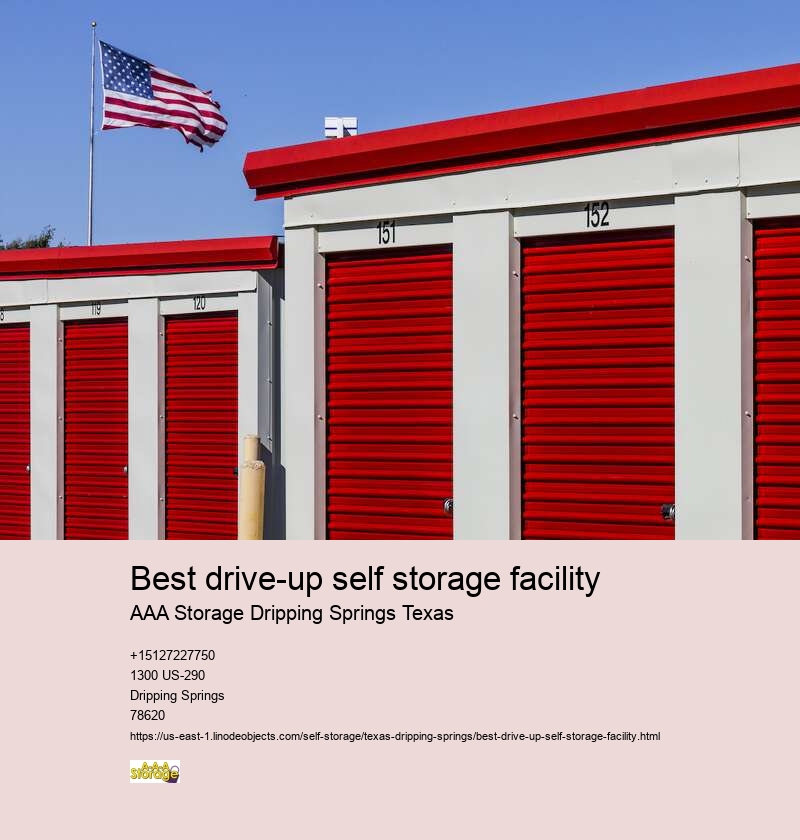 151
152
8
119
120
Best drive-up self storage facility
AAA Storage Dripping Springs Texas
+15127227750
1300 US-290
Dripping Springs
78620
https://us-east-1.linodeobjects.com/self-storage/texas-dripping-springs/best-drive-up-self-storage-facility.html
A-A-A
Storage